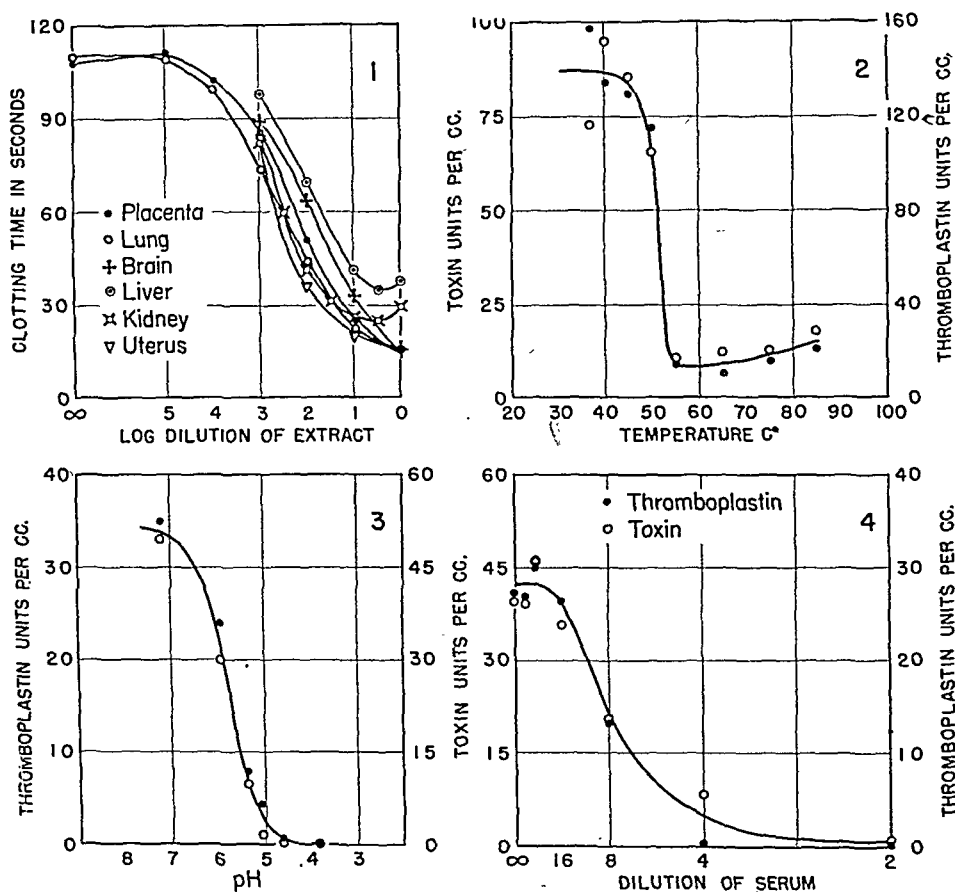 1
CLOTTING TIME IN SECONDS
120
90
60
30
0
Placenta
Lung
Brain
Liver
Kidney
Uterus
∞ 5 4 3 2 1 0
LOG DILUTION OF EXTRACT
2
TOXIN UNITS PER CC.
100
75
50
25
0
THROMBOPLASTIN UNITS PER CC,
160
120
80
40
0
20 30 40 50 60 70 80 90 100
TEMPERATURE C°
3
THROMBOPLASTIN UNITS PER CC.
40
30
20
10
0
60
45
30
15
0
8 7 6 5 4 3 2
pH
TOXIN UNITS PER CC.
4
60
45
30
15
0
Thromboplastin
Toxin
THROMBOPLASTIN UNITS PER CC.
40
30
20
10
0
∞ 16 8 4 2
DILUTION OF SERUM